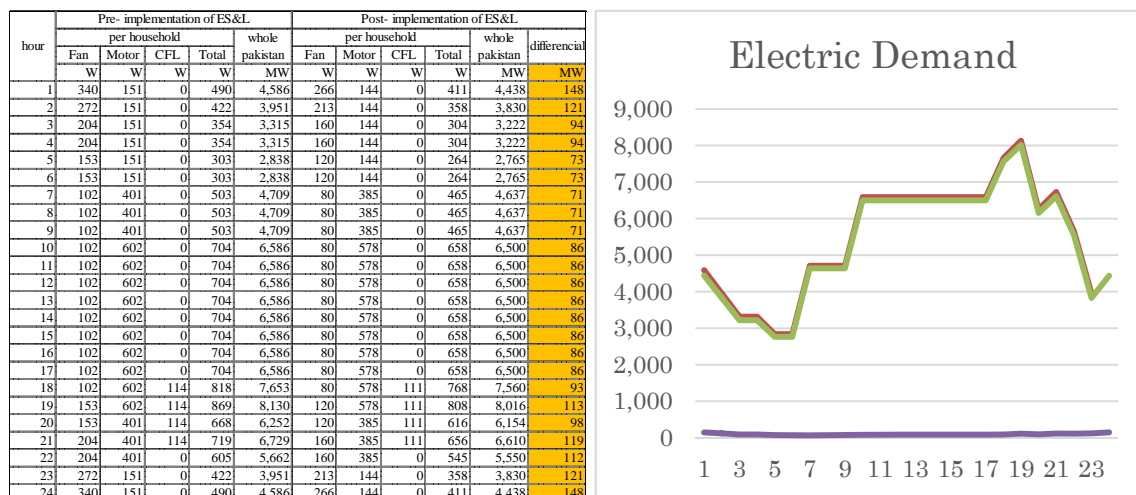 Pre- implementation of ES&L Post- implementation of ES&L
hour per household whole pakistan per household whole pakistan differencial
Fan Motor CFL Total Fan Motor CFL Total
W W W W MW W W W W MW MW
1 340 151 0 490 4,586 266 144 0 411 4,438 148
2 272 151 0 422 3,951 213 144 0 358 3,830 121
3 204 151 0 354 3,315 160 144 0 304 3,222 94
4 204 151 0 354 3,315 160 144 0 304 3,222 94
5 153 151 0 303 2,838 120 144 0 264 2,765 73
6 153 151 0 303 2,838 120 144 0 264 2,765 73
7 102 401 0 503 4,709 80 385 0 465 4,637 71
8 102 401 0 503 4,709 80 385 0 465 4,637 71
9 102 401 0 503 4,709 80 385 0 465 4,637 71
10 102 602 0 704 6,586 80 578 0 658 6,500 86
11 102 602 0 704 6,586 80 578 0 658 6,500 86
12 102 602 0 704 6,586 80 578 0 658 6,500 86
13 102 602 0 704 6,586 80 578 0 658 6,500 86
14 102 602 0 704 6,586 80 578 0 658 6,500 86
15 102 602 0 704 6,586 80 578 0 658 6,500 86
16 102 602 0 704 6,586 80 578 0 658 6,500 86
17 102 602 0 704 6,586 80 578 0 658 6,500 86
18 102 602 114 818 7,653 80 578 111 768 7,560 93
19 153 602 114 869 8,130 120 578 111 808 8,016 113
20 153 401 114 668 6,252 120 385 111 616 6,154 98
21 204 401 114 719 6,729 160 385 111 656 6,610 119
22 204 401 0 605 5,662 160 385 0 545 5,550 112
23 272 151 0 422 3,951 213 144 0 358 3,830 121
24 340 151 0 490 4,586 266 144 0 411 4,438 148
Electric Demand
9,000
8,000
7,000
6,000
5,000
4,000
3,000
2,000
1,000
0
1 3 5 7 9 11 13 15 17 19 21 23